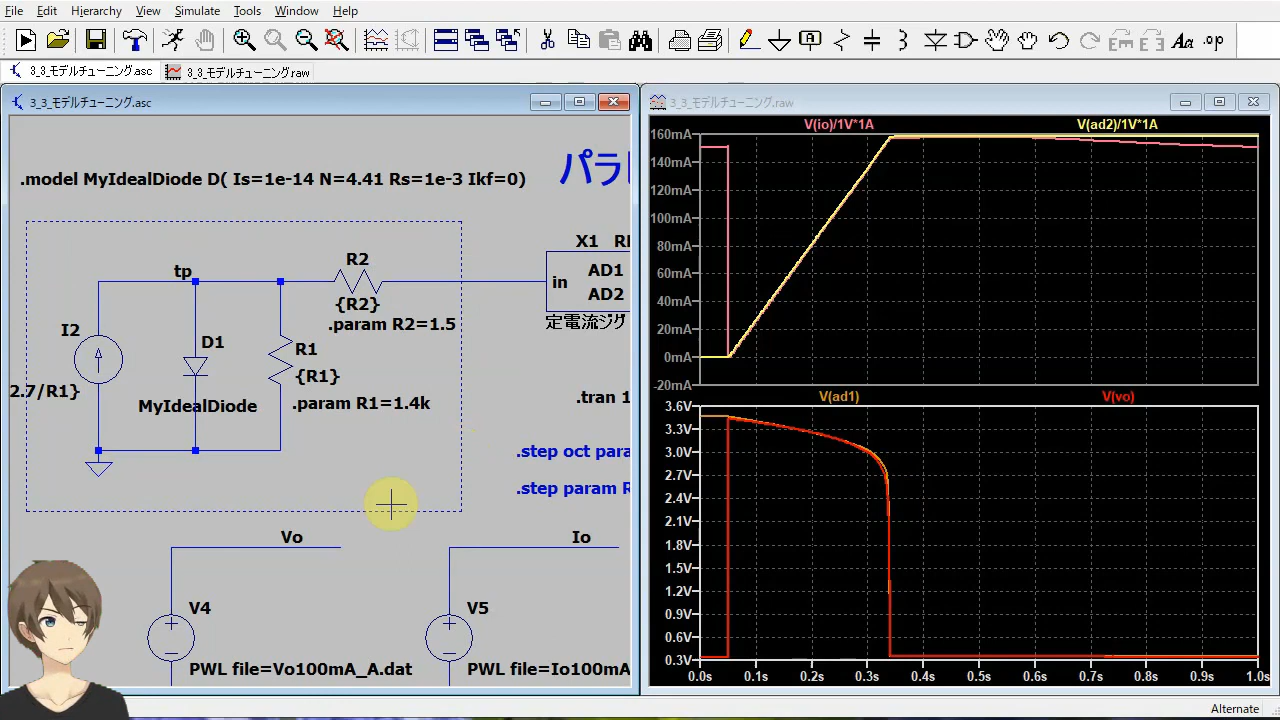 File Edit Hierarchy View Simulate Tools Window Help
Aa .op
3_3_モデルチューニング.asc 3_3_モデルチューニング.raw
3_3_モデルチューニング.asc
.model MyIdealDiode D( Is=1e-14 N=4.41 Rs=1e-3 Ikf=0)
パラ
tp
R2
{R2}
.param R2=1.5
X1
in
AD1
AD2
定電流ジグ
I2
2.7/R1}
D1
MyIdealDiode
R1
{R1}
.param R1=1.4k
.tran 1
.step oct para
.step param R
Vo
V4
PWL file=Vo100mA_A.dat
Io
V5
PWL file=Io100mA
3_3_モデルチューニング.raw
V(io)/1V*1A V(ad2)/1V*1A
160mA
140mA
120mA
100mA
80mA
60mA
40mA
20mA
0mA
-20mA
V(ad1) V(vo)
3.6V
3.3V
3.0V
2.7V
2.4V
2.1V
1.8V
1.5V
1.2V
0.9V
0.6V
0.3V
0.0s 0.1s 0.2s 0.3s 0.4s 0.5s 0.6s 0.7s 0.8s 0.9s 1.0s
Alternate